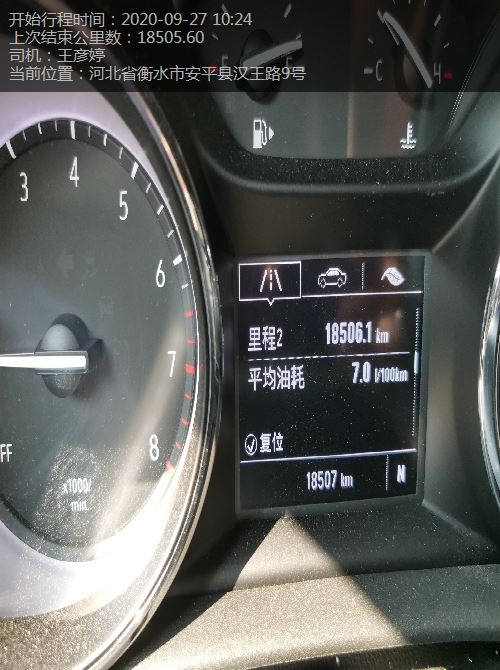 开始行程时间：2020-09-27 10:24
上次结束公里数：18505.60
司机：王彦婷
当前位置：河北省衡水市安平县汉王路9号
F
C
H
3
4
5
6
7
8
里程2 18506.1 km
平均油耗 7.0 l/100km
复位
18507 km N
FF
x1000/
min